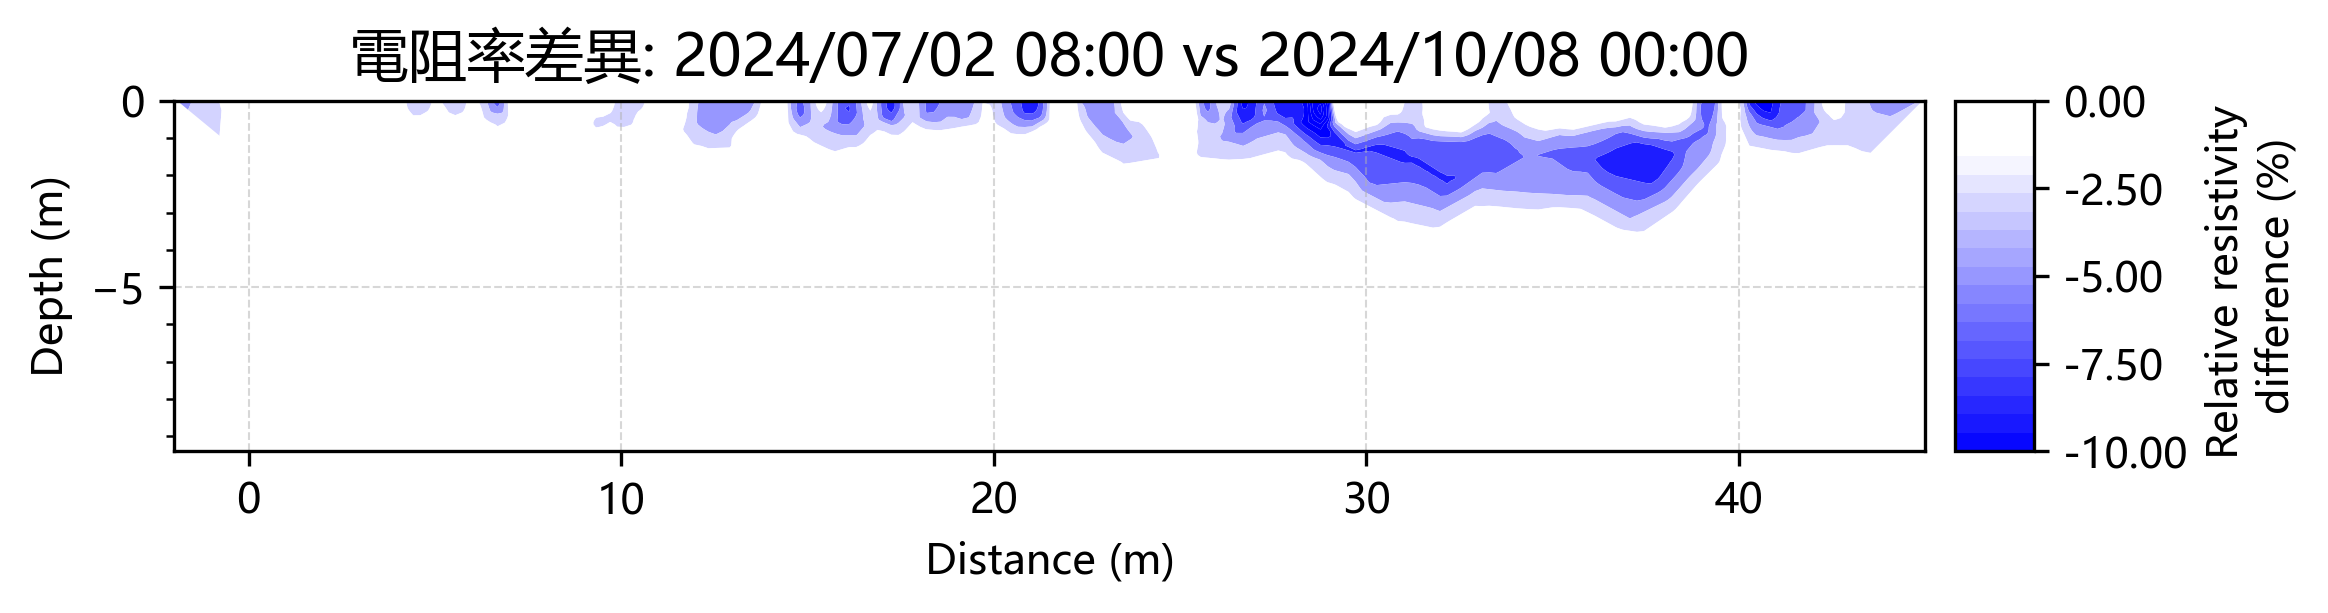 電阻率差異: 2024/07/02 08:00 vs 2024/10/08 00:00
0
−5
Depth (m)
0
10
20
30
40
Distance (m)
0.00
-2.50
-5.00
-7.50
-10.00
Relative resistivity
difference (%)